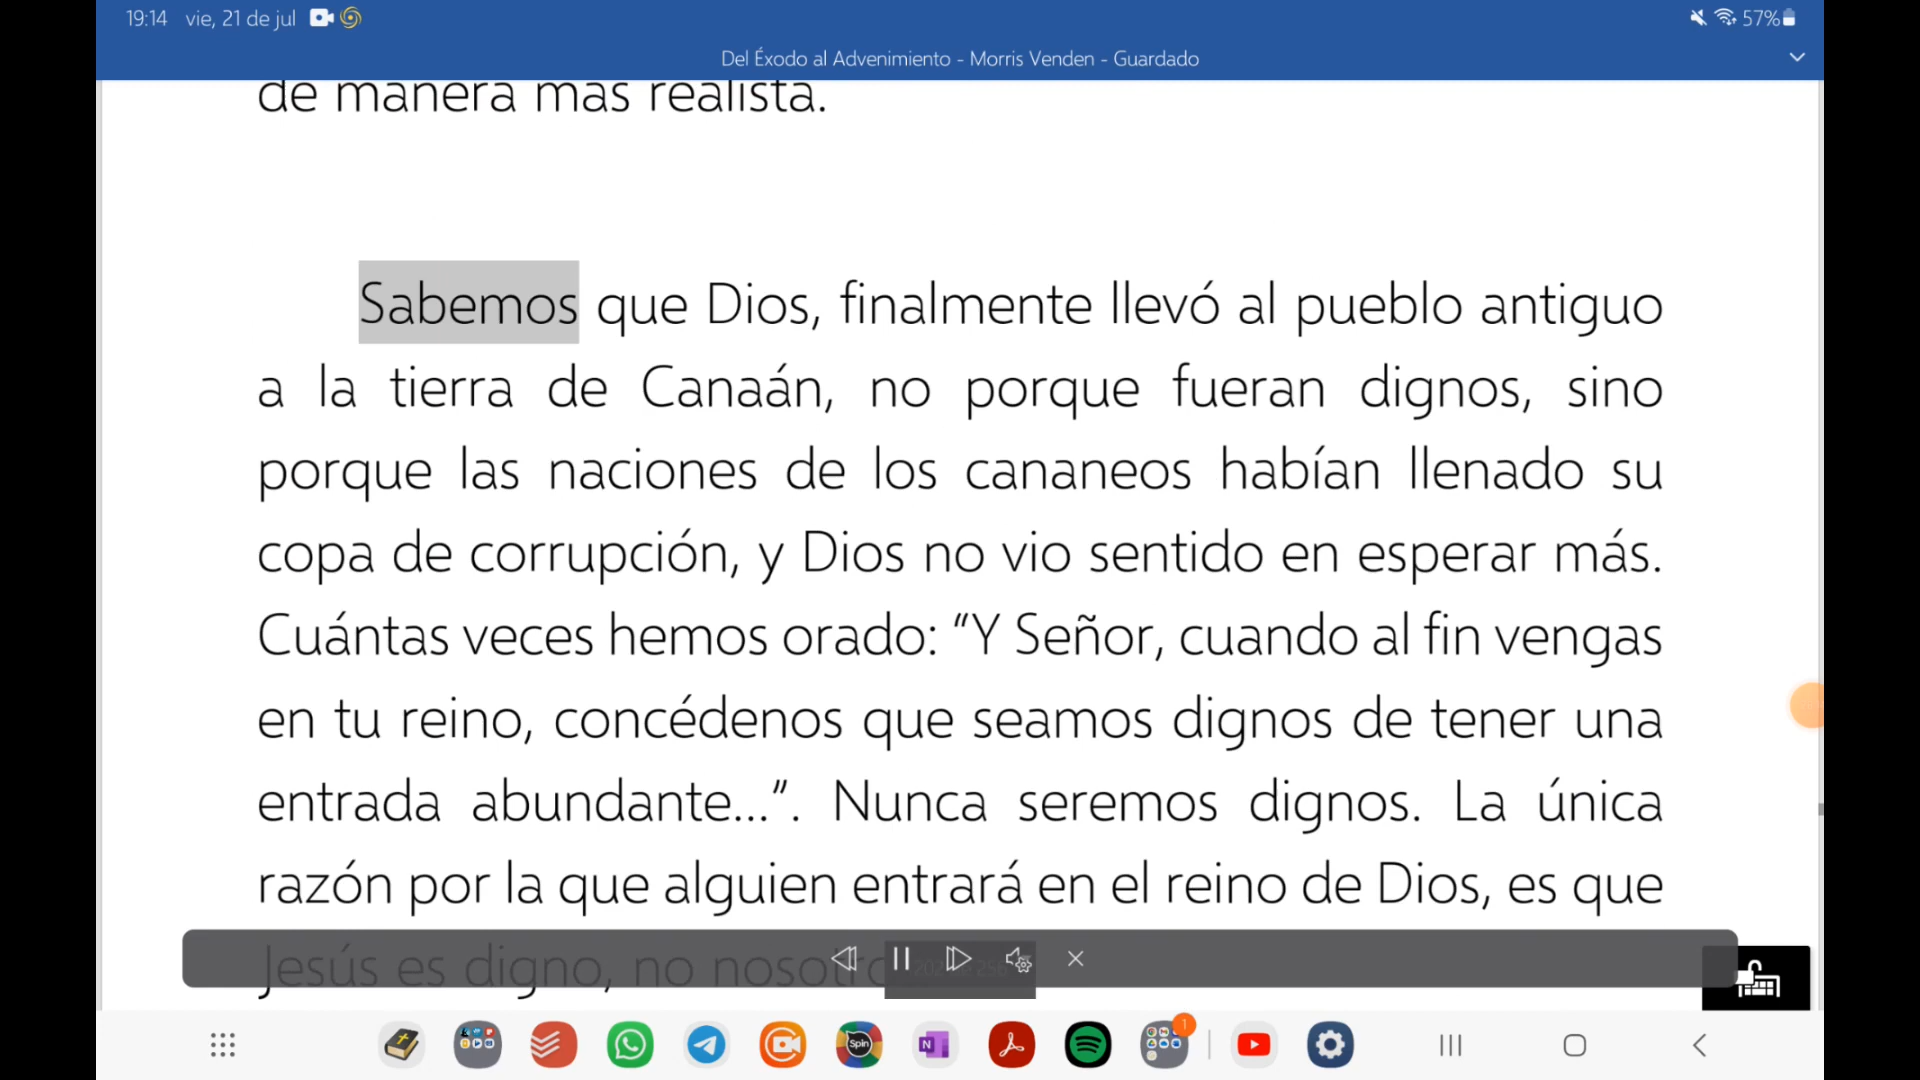 19:14 vie, 21 de jul 57%
Del Éxodo al Advenimiento - Morris Venden - Guardado
de manera más realista.
Sabemos que Dios, finalmente llevó al pueblo antiguo
a la tierra de Canaán, no porque fueran dignos, sino
porque las naciones de los cananeos habían llenado su
copa de corrupción, y Dios no vio sentido en esperar más.
Cuántas veces hemos orado: “Y Señor, cuando al fin vengas
en tu reino, concédenos que seamos dignos de tener una
entrada abundante...”. Nunca seremos dignos. La única
razón por la que alguien entrará en el reino de Dios, es que
Jesús es digno, no
Spin
N
1